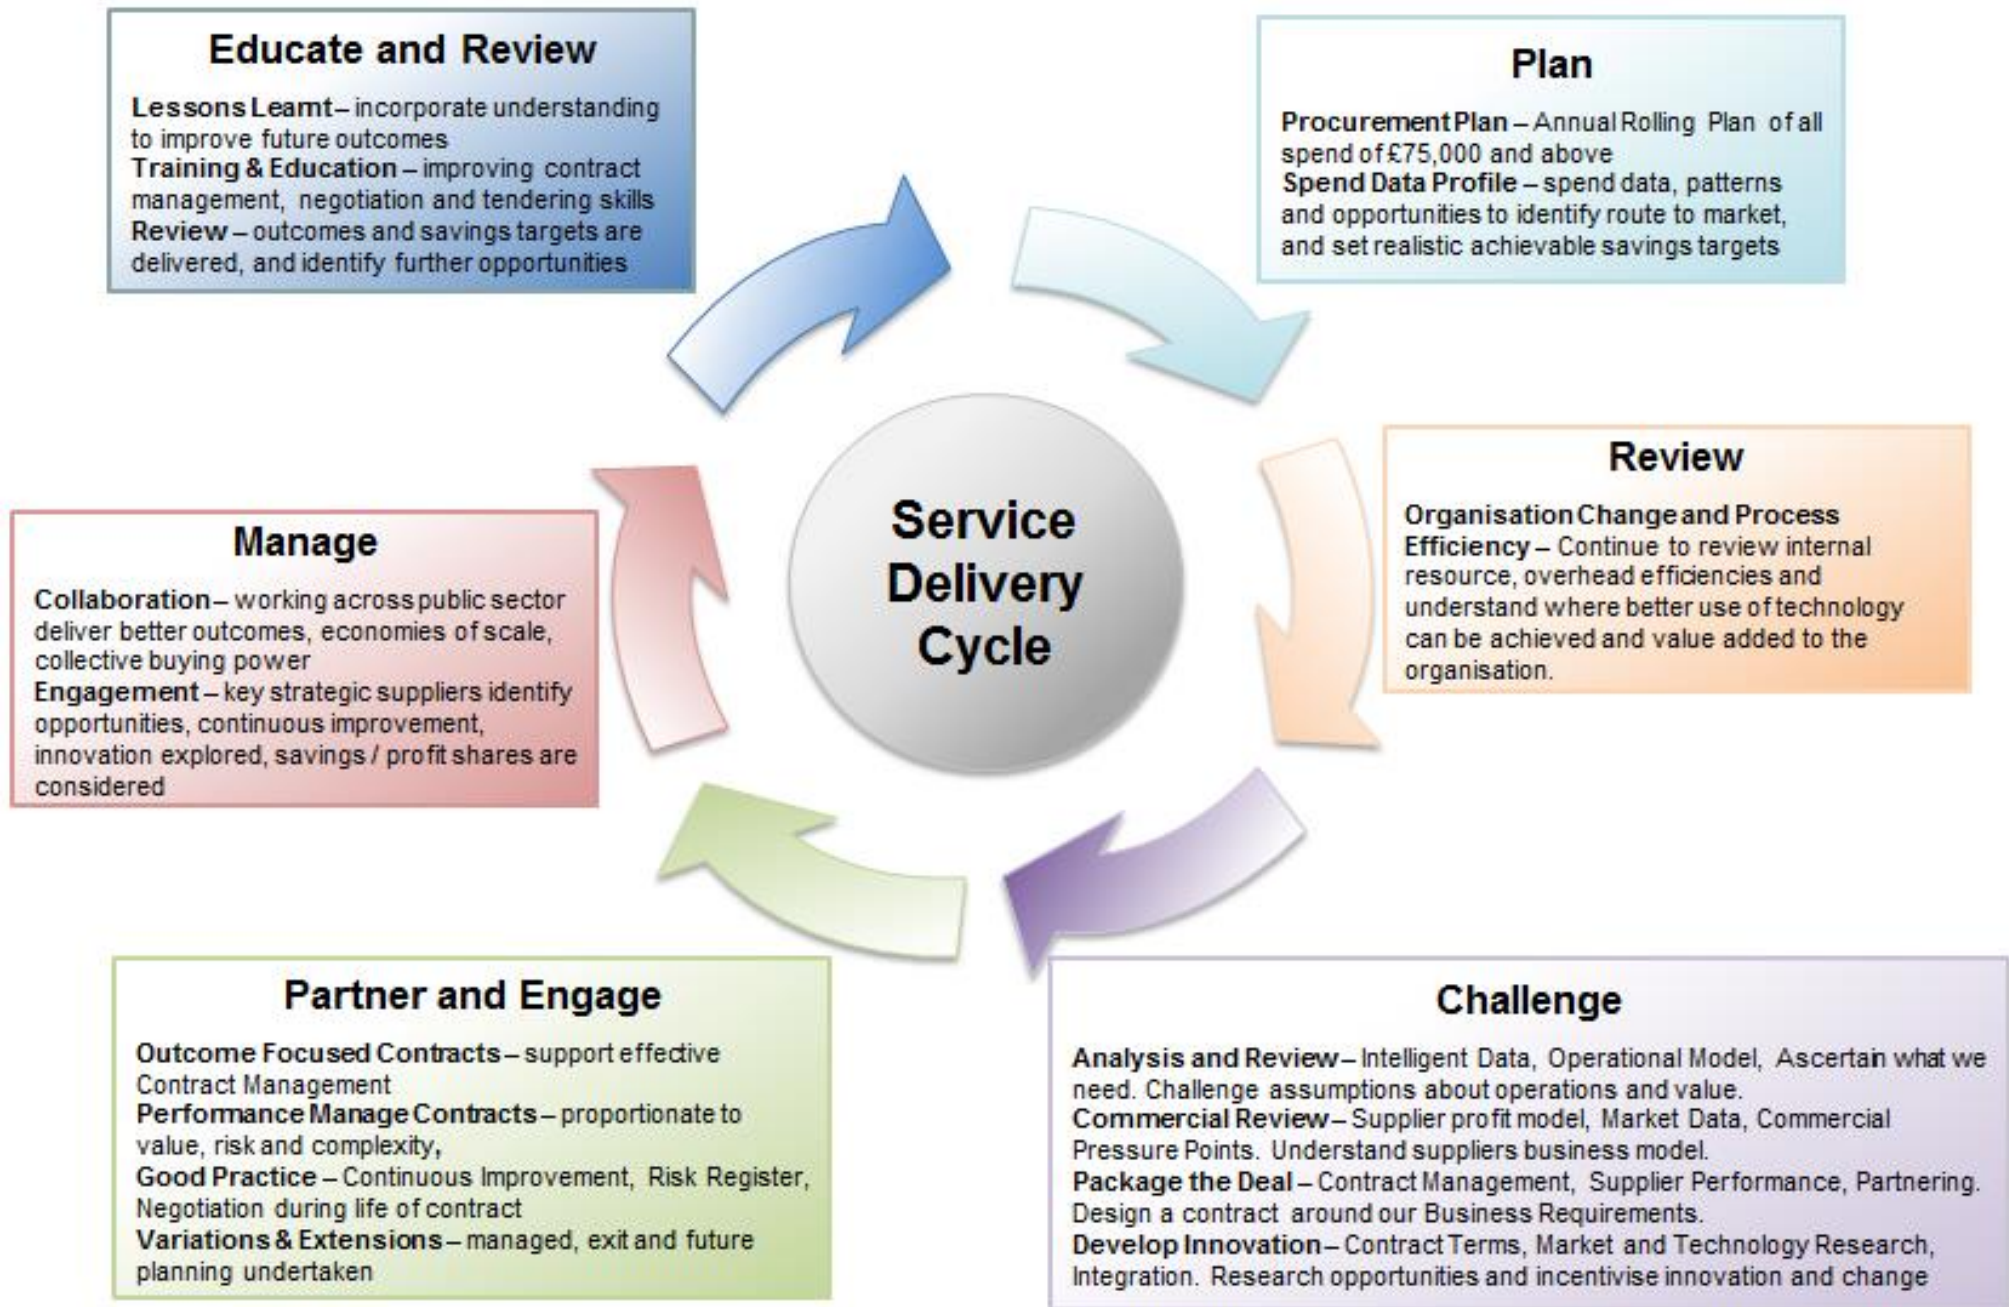 Educate and Review
Lessons Learnt – incorporate understanding
to improve future outcomes
Training & Education – improving contract
management, negotiation and tendering skills
Review – outcomes and savings targets are
delivered, and identify further opportunities
Plan
Procurement Plan – Annual Rolling Plan of all
spend of £75,000 and above
Spend Data Profile – spend data, patterns
and opportunities to identify route to market,
and set realistic achievable savings targets
Review
Organisation Change and Process
Efficiency – Continue to review internal
resource, overhead efficiencies and
understand where better use of technology
can be achieved and value added to the
organisation.
Service
Delivery
Cycle
Manage
Collaboration – working across public sector
deliver better outcomes, economies of scale,
collective buying power
Engagement – key strategic suppliers identify
opportunities, continuous improvement,
innovation explored, savings / profit shares are
considered
Partner and Engage
Outcome Focused Contracts – support effective
Contract Management
Performance Manage Contracts – proportionate to
value, risk and complexity,
Good Practice – Continuous Improvement, Risk Register,
Negotiation during life of contract
Variations & Extensions – managed, exit and future
planning undertaken
Challenge
Analysis and Review – Intelligent Data, Operational Model, Ascertain what we
need. Challenge assumptions about operations and value.
Commercial Review – Supplier profit model, Market Data, Commercial
Pressure Points. Understand suppliers business model.
Package the Deal – Contract Management, Supplier Performance, Partnering.
Design a contract around our Business Requirements.
Develop Innovation – Contract Terms, Market and Technology Research,
Integration. Research opportunities and incentivise innovation and change